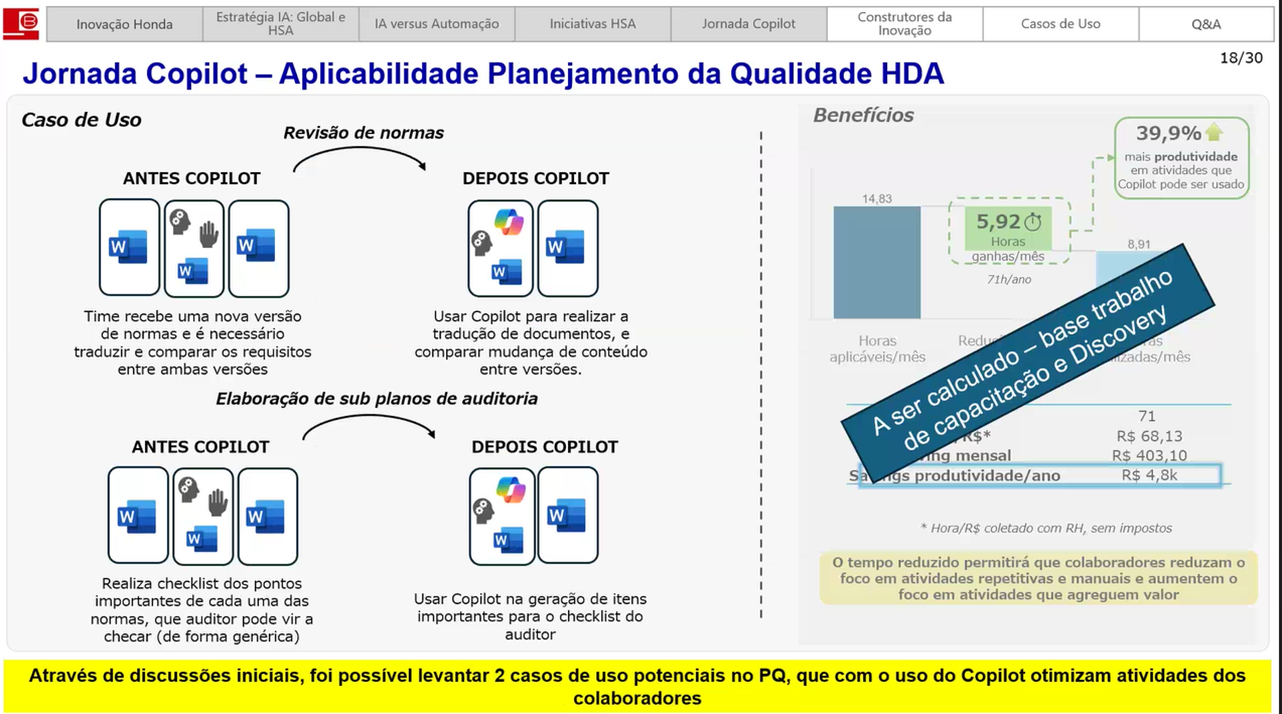 Inovação Honda
Estratégia IA: Global e
HSA
IA versus Automação
Iniciativas HSA
Jornada Copilot
Construtores da
Inovação
Casos de Uso
Q&A
18/30
Jornada Copilot – Aplicabilidade Planejamento da Qualidade HDA
Caso de Uso
Revisão de normas
ANTES COPILOT
DEPOIS COPILOT
Time recebe uma nova versão
de normas e é necessário
traduzir e comparar os requisitos
entre ambas versões
Usar Copilot para realizar a
tradução de documentos, e
comparar mudança de conteúdo
entre versões.
Elaboração de sub planos de auditoria
ANTES COPILOT
DEPOIS COPILOT
Realiza checklist dos pontos
importantes de cada uma das
normas, que auditor pode vir a
checar (de forma genérica)
Usar Copilot na geração de itens
importantes para o checklist do
auditor
Benefícios
39,9%
mais produtividade
em atividades que
Copilot pode ser usado
14,83
5,92
Horas
ganhas/mês
71h/ano
8,91
Horas
aplicáveis/mês
A ser calculado – base trabalho
de capacitação e Discovery
71
R$ 68,13
mensal
R$ 403,10
produtividade/ano
R$ 4,8k
* Hora/R$ coletado com RH, sem impostos
O tempo reduzido permitirá que colaboradores reduzam o
foco em atividades repetitivas e manuais e aumentem o
foco em atividades que agreguem valor
Através de discussões iniciais, foi possível levantar 2 casos de uso potenciais no PQ, que com o uso do Copilot otimizam atividades dos
colaboradores